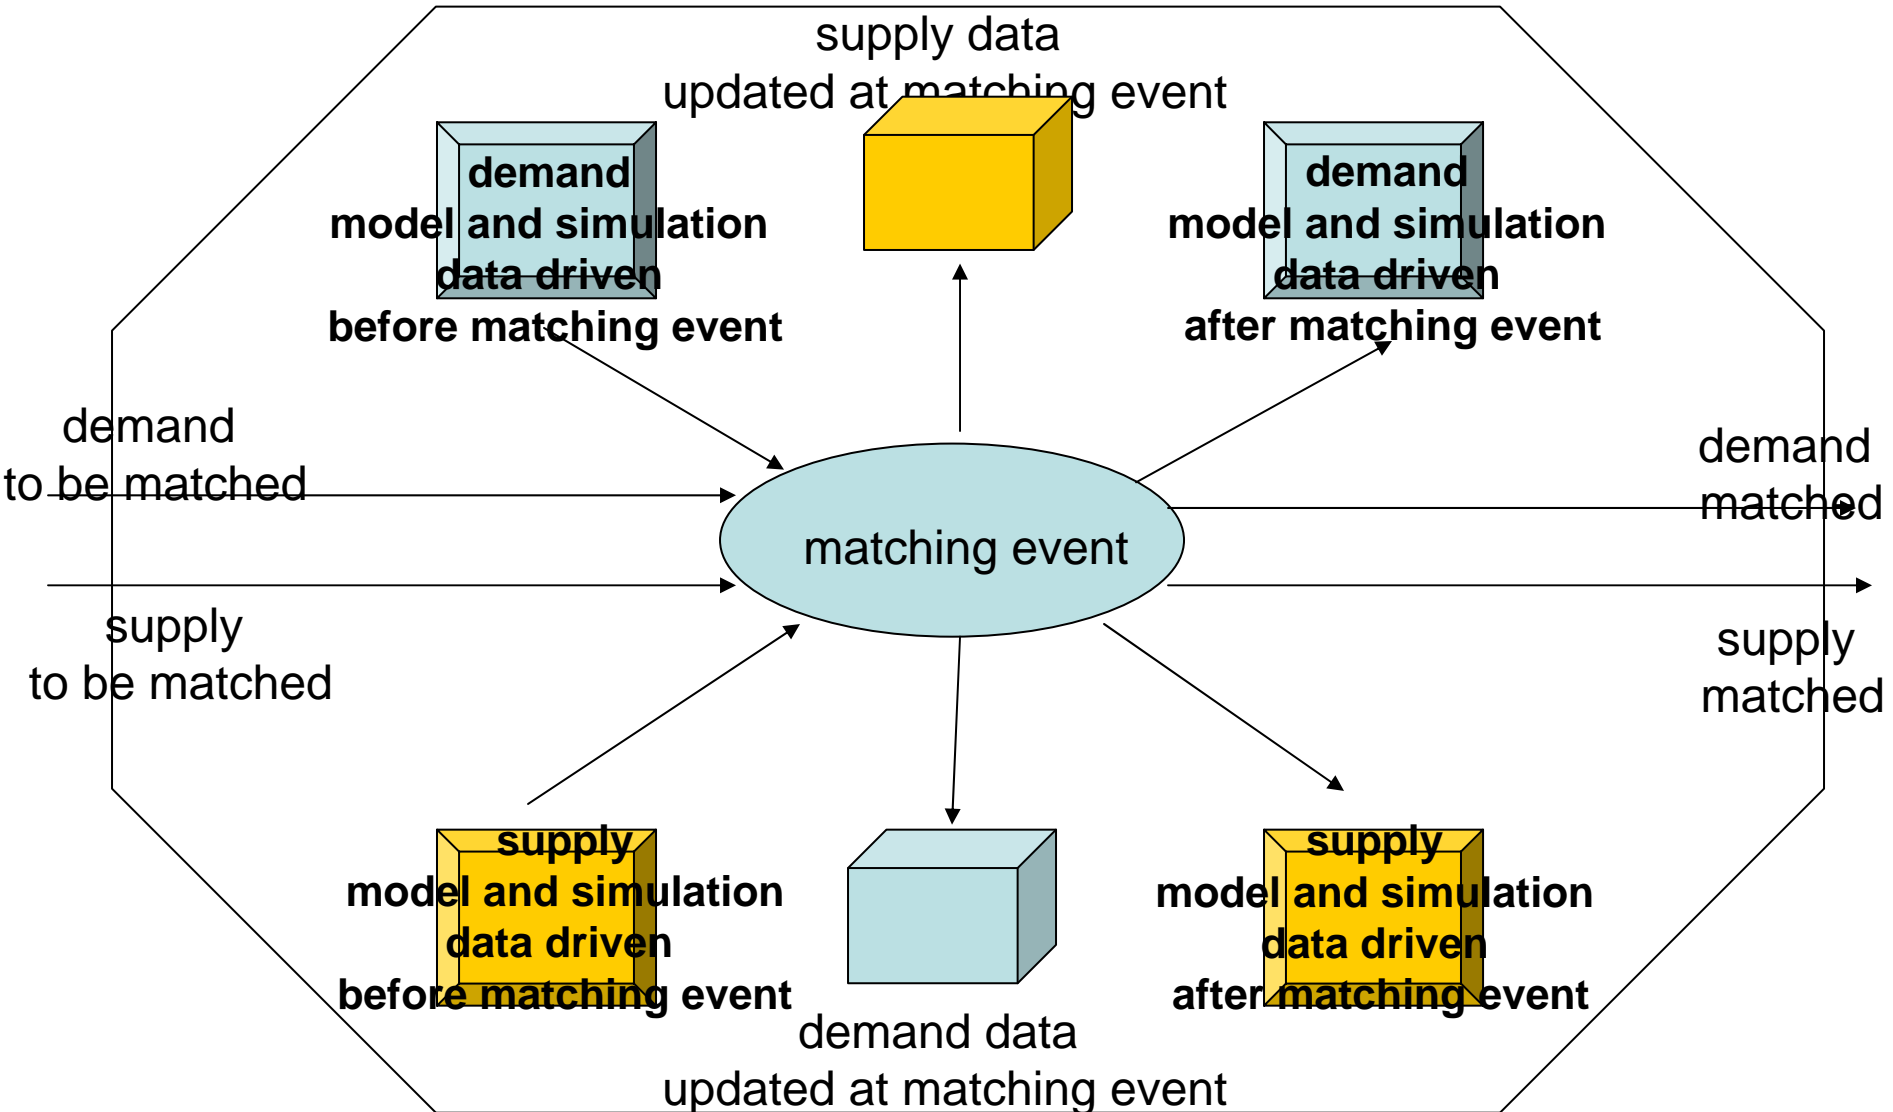 supply data
updated at matching event
demand
model and simulation
data driven
before matching event
demand
model and simulation
data driven
after matching event
demand
to be matched
demand
matched
matching event
supply
to be matched
supply
matched
supply
model and simulation
data driven
before matching event
supply
model and simulation
data driven
after matching event
demand data
updated at matching event